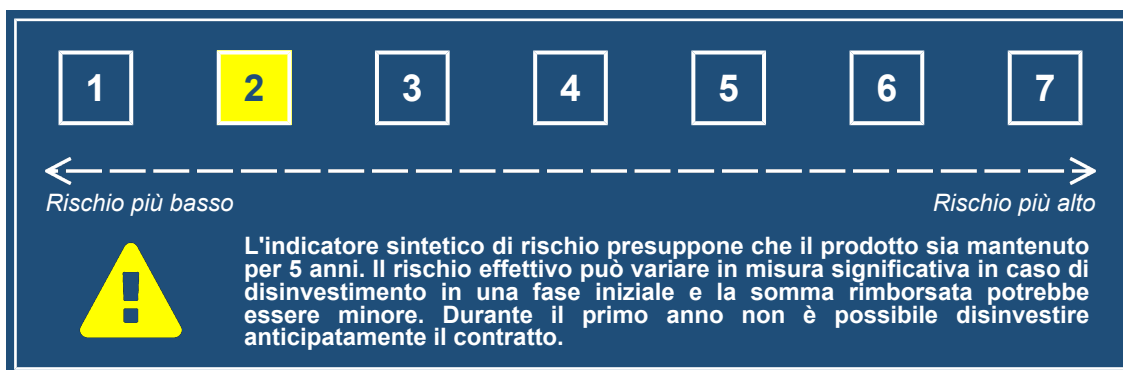 1 2 3 4 5 6 7
Rischio più basso Rischio più alto
L'indicatore sintetico di rischio presuppone che il prodotto sia mantenuto
per 5 anni. Il rischio effettivo può variare in misura significativa in caso di
disinvestimento in una fase iniziale e la somma rimborsata potrebbe
essere minore. Durante il primo anno non è possibile disinvestire
anticipatamente il contratto.